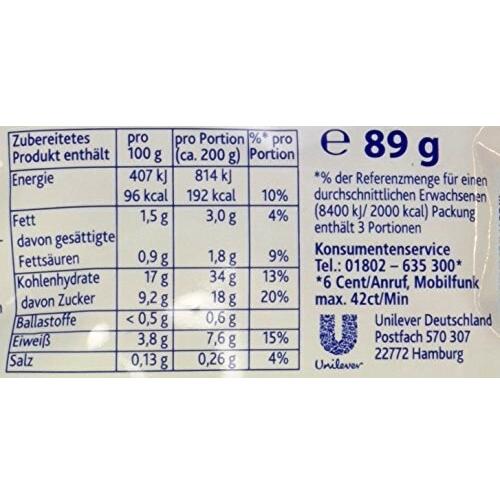 Zubereitetes Produkt enthält | pro 100 g | pro Portion (ca. 200 g) | %* pro Portion
Energie | 407 kJ | 814 kJ |
96 kcal | 192 kcal | 10%
Fett | 1,5 g | 3,0 g | 4%
davon gesättigte
Fettsäuren | 0,9 g | 1,8 g | 9%
Kohlenhydrate | 17 g | 34 g | 13%
davon Zucker | 9,2 g | 18 g | 20%
Ballastoffe | < 0,5 g | 0,6 g |
Eiweiß | 3,8 g | 7,6 g | 15%
Salz | 0,13 g | 0,26 g | 4%
℮ 89 g
*% der Referenzmenge für einen
durchschnittlichen Erwachsenen
(8400 kJ/ 2000 kcal) Packung
enthält 3 Portionen
Konsumentenservice
Tel.: 01802 – 635 300*
*6 Cent/Anruf, Mobilfunk
max. 42ct/Min
Unilever
Unilever Deutschland
Postfach 570 307
22772 Hamburg